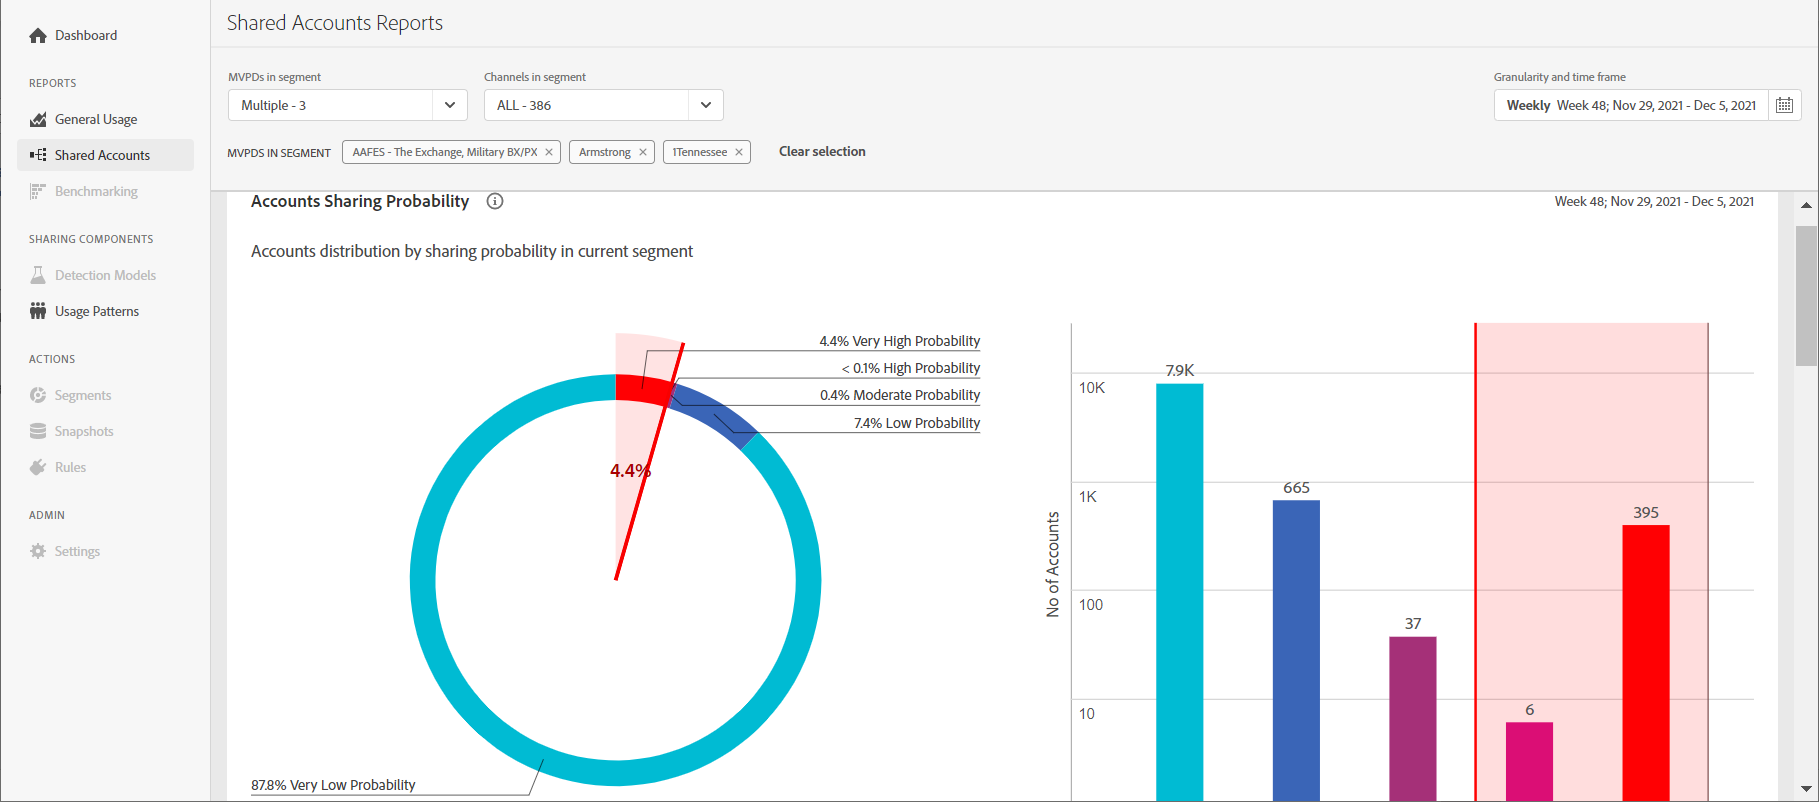 Dashboard
REPORTS
General Usage
Shared Accounts
Benchmarking
SHARING COMPONENTS
Detection Models
Usage Patterns
ACTIONS
Segments
Snapshots
Rules
ADMIN
Settings
Shared Accounts Reports
MVPDs in segment
Channels in segment
Granularity and time frame
Multiple - 3
ALL - 386
Weekly Week 48; Nov 29, 2021 - Dec 5, 2021
MVPDS IN SEGMENT
AAFES - The Exchange, Military BX/PX ×
Armstrong ×
1Tennessee ×
Clear selection
Accounts Sharing Probability
Week 48; Nov 29, 2021 - Dec 5, 2021
Accounts distribution by sharing probability in current segment
4.4% Very High Probability
< 0.1% High Probability
0.4% Moderate Probability
7.4% Low Probability
4.4%
87.8% Very Low Probability
No of Accounts
10K
1K
100
10
7.9K
665
37
6
395